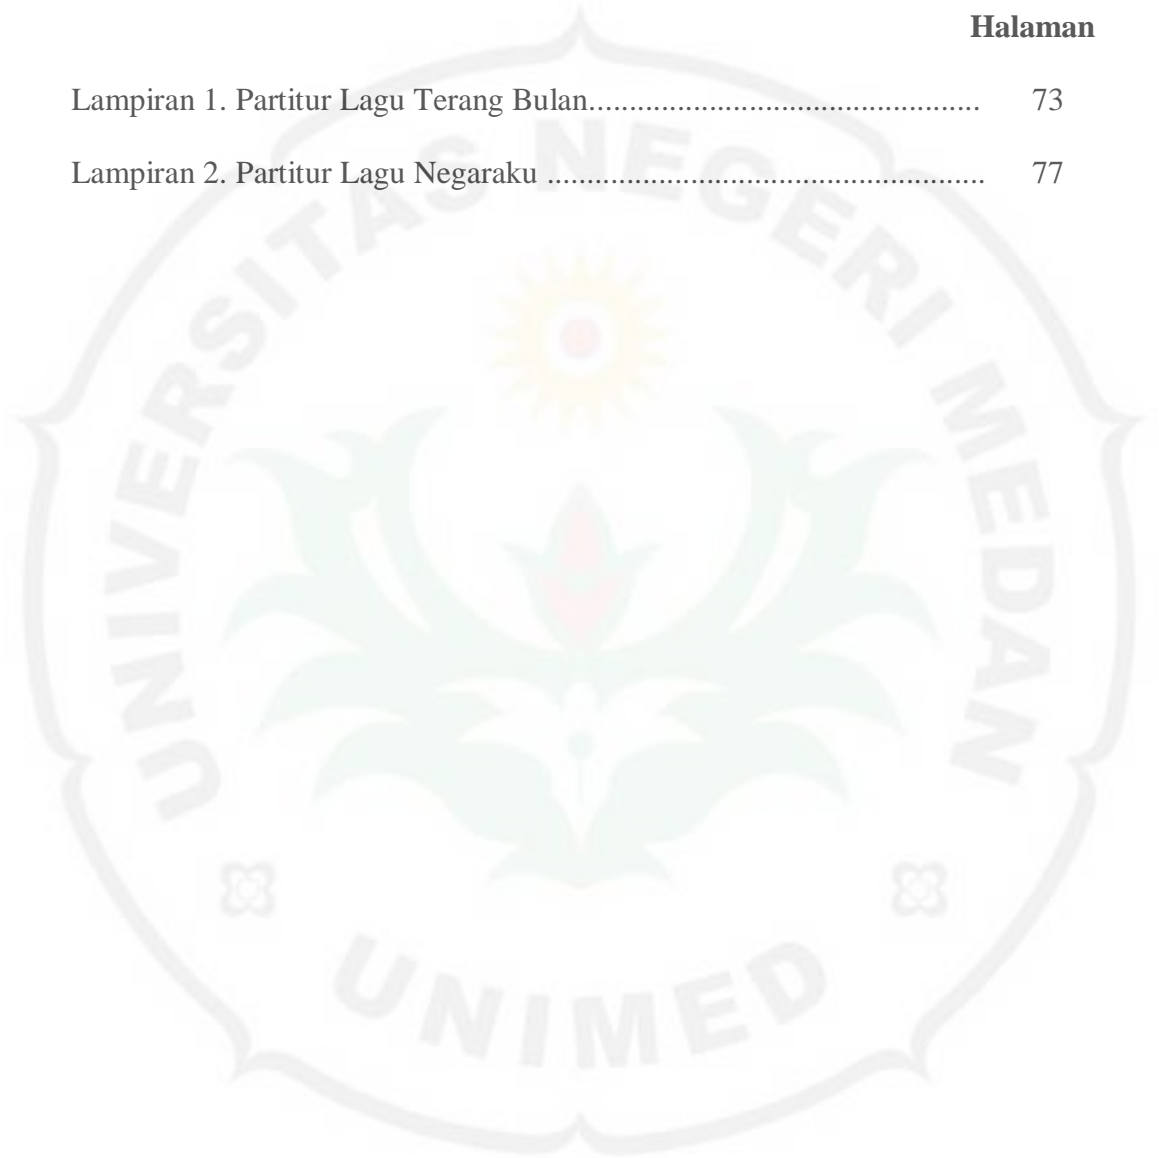 Halaman
Lampiran 1. Partitur Lagu Terang Bulan............................................... 73
Lampiran 2. Partitur Lagu Negaraku .................................................... 77
UNIVERSITAS NEGERI MEDAN
UNIMED